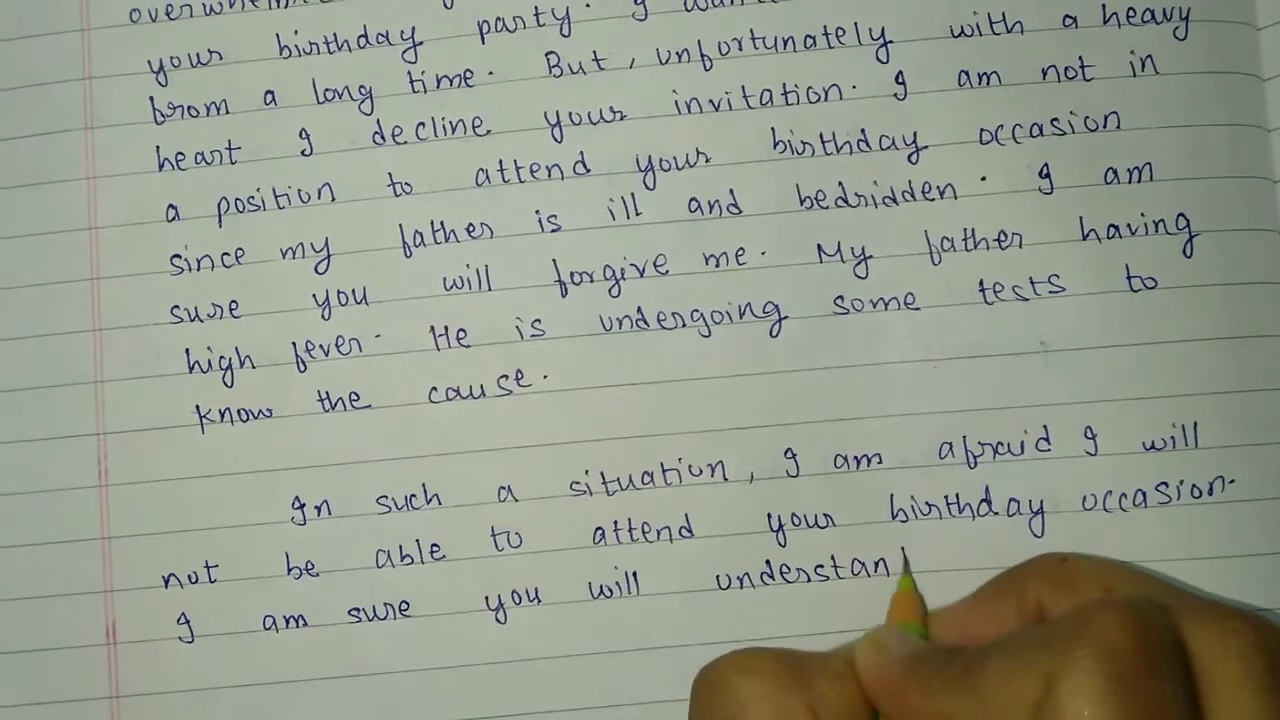 your birthday party. I
from a long time. But, unfortunately with a heavy
heart I decline your invitation. I am not in
a position to attend your birthday occasion
since my father is ill and bedridden. I am
sure you will forgive me. My father having
high fever. He is undergoing some tests to
know the cause.
In such a situation, I am afraid I will
not be able to attend your birthday occasion.
I am sure you will understan